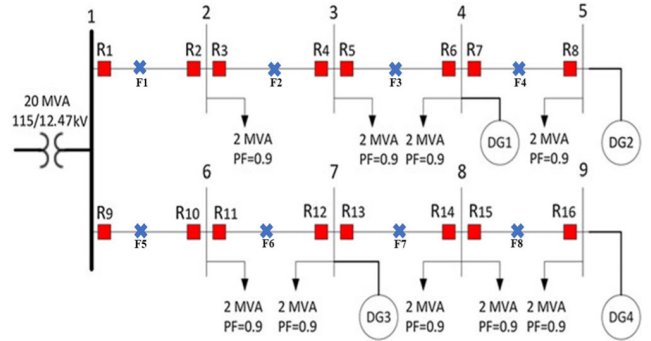 1 2 3 4 5
R1 R2 R3 R4 R5 R6 R7 R8
F1 F2 F3 F4
20 MVA
115/12.47kV
2 MVA 2 MVA 2 MVA DG1 2 MVA DG2
PF=0.9 PF=0.9 PF=0.9 PF=0.9
6 7 8 9
R9 R10 R11 R12 R13 R14 R15 R16
F5 F6 F7 F8
2 MVA 2 MVA DG3 2 MVA 2 MVA 2 MVA DG4
PF=0.9 PF=0.9 PF=0.9 PF=0.9 PF=0.9